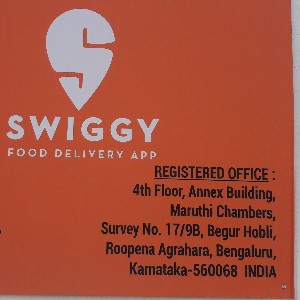 SWIGGY
FOOD DELIVERY APP
REGISTERED OFFICE :
4th Floor, Annex Building,
Maruthi Chambers,
Survey No. 17/9B, Begur Hobli,
Roopena Agrahara, Bengaluru,
Karnataka-560068 INDIA